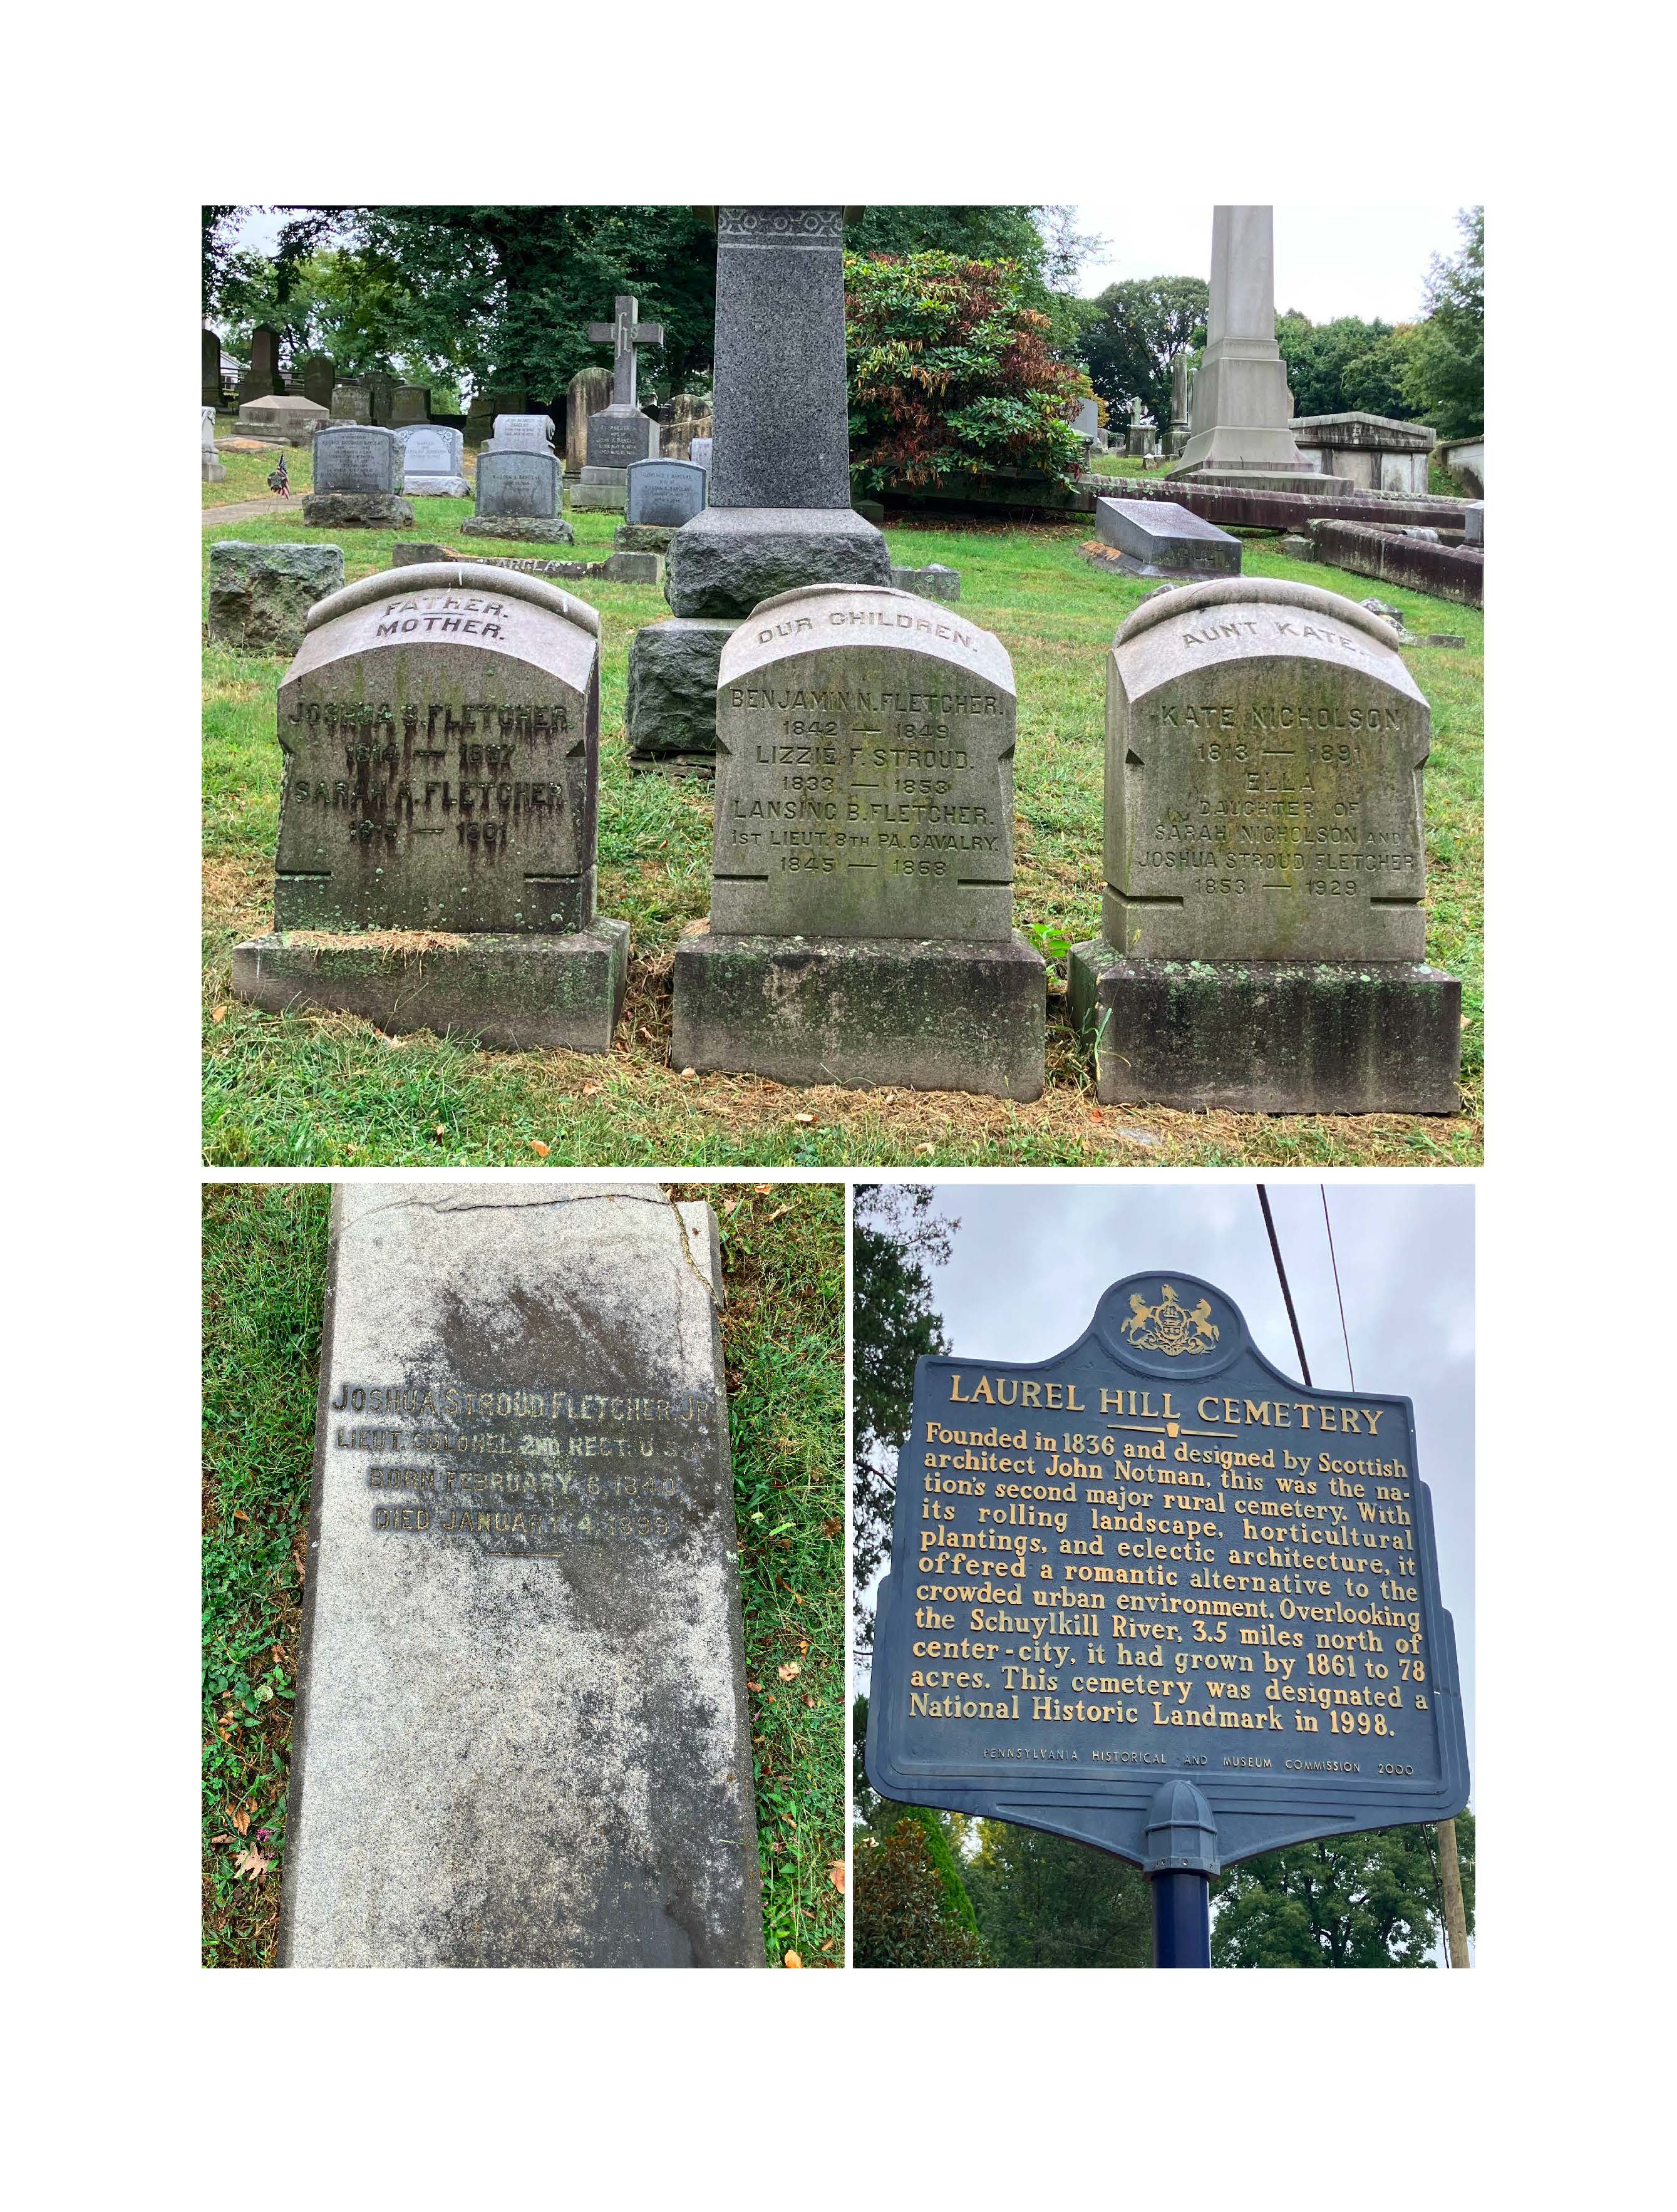 FATHER.
MOTHER.
JOSHUA S. FLETCHER.
SARAH A. FLETCHER
OUR CHILDREN.
BENJAMIN N. FLETCHER.
1842 — 1849
LIZZIE F. STROUD.
1833 — 1853
LANSING B. FLETCHER.
1ST LIEUT. 8TH PA. CAVALRY.
1845 — 1868
AUNT KATE.
KATE NICHOLSON
1813 — 1891
ELLA
DAUGHTER OF
SARAH NICHOLSON AND
JOSHUA STROUD FLETCHER
1853 — 1929
JOSHUA STROUD FLETCHER JR
LIEUT. COLONEL 2ND REGT. U.S.A.
BORN FEBRUARY 6, 1840
DIED JANUARY 4, 1899
LAUREL HILL CEMETERY
Founded in 1836 and designed by Scottish
architect John Notman, this was the na-
tion's second major rural cemetery. With
its rolling landscape, horticultural
plantings, and eclectic architecture, it
offered a romantic alternative to the
crowded urban environment. Overlooking
the Schuylkill River, 3.5 miles north of
center-city, it had grown by 1861 to 78
acres. This cemetery was designated a
National Historic Landmark in 1998.
PENNSYLVANIA HISTORICAL AND MUSEUM COMMISSION 2000